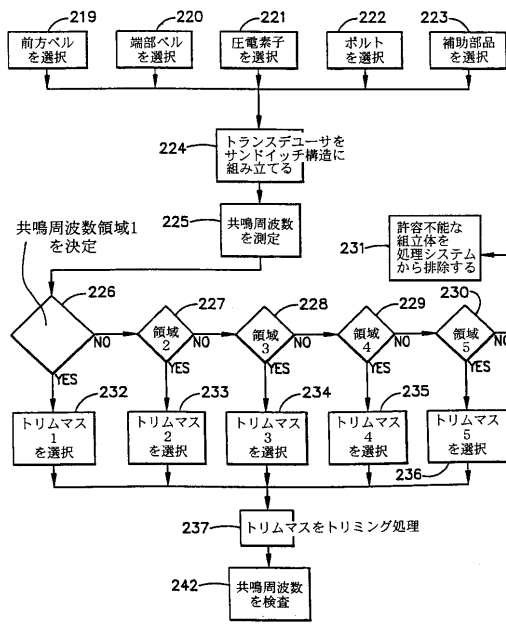 219
220
221
222
223
前方ベル
を選択
端部ベル
を選択
圧電素子
を選択
ボルト
を選択
補助部品
を選択
224
トランスデューサを
サンドイッチ構造に
組み立てる
225
共鳴周波数
を測定
231
許容不能な
組立体を
処理システム
から排除する
共鳴周波数領域1
を決定
226
227
228
229
230
領域
2
領域
3
領域
4
領域
5
NO
NO
NO
NO
NO
YES
YES
YES
YES
YES
232
233
234
235
トリムマス
1
を選択
トリムマス
2
を選択
トリムマス
3
を選択
トリムマス
4
を選択
トリムマス
5
を選択
236
237
トリムマスをトリミング処理
242
共鳴周波数
を検査